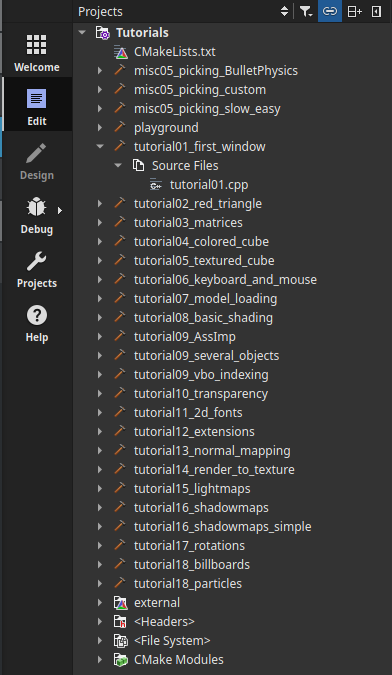 Projects
Welcome
Edit
Design
Debug
Projects
Help
Tutorials
CMakeLists.txt
misc05_picking_BulletPhysics
misc05_picking_custom
misc05_picking_slow_easy
playground
tutorial01_first_window
Source Files
tutorial01.cpp
tutorial02_red_triangle
tutorial03_matrices
tutorial04_colored_cube
tutorial05_textured_cube
tutorial06_keyboard_and_mouse
tutorial07_model_loading
tutorial08_basic_shading
tutorial09_AssImp
tutorial09_several_objects
tutorial09_vbo_indexing
tutorial10_transparency
tutorial11_2d_fonts
tutorial12_extensions
tutorial13_normal_mapping
tutorial14_render_to_texture
tutorial15_lightmaps
tutorial16_shadowmaps
tutorial16_shadowmaps_simple
tutorial17_rotations
tutorial18_billboards
tutorial18_particles
external
<Headers>
<File System>
CMake Modules